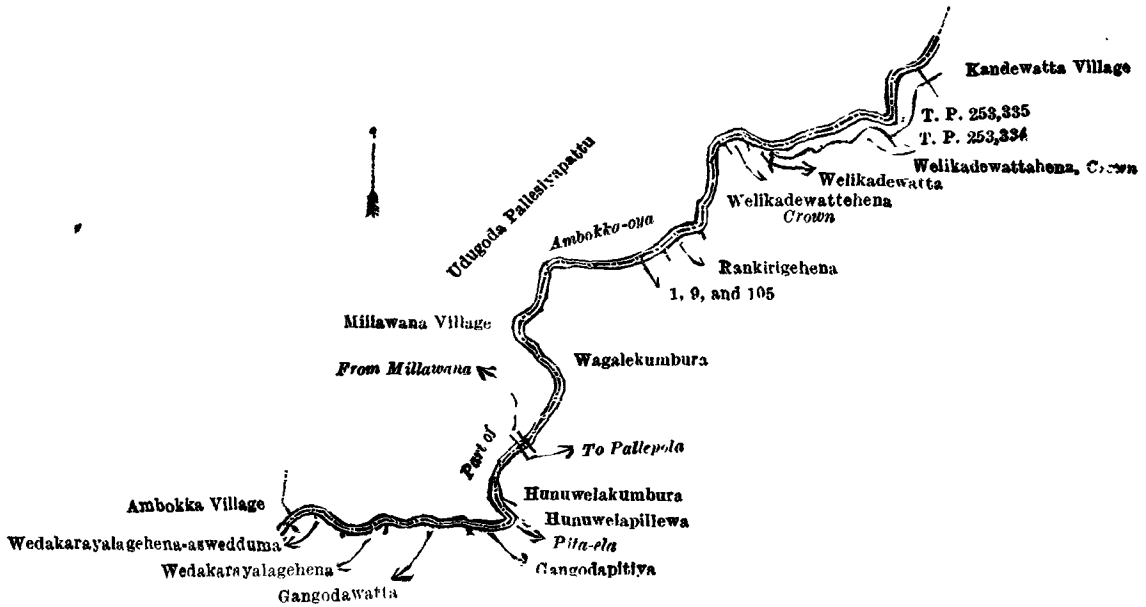 Kandewatta Village
T. P. 253,335
T. P. 253,334
Welikadewattahena, Crown
Welikadewatta
Welikadewattehena
Crown
Udugoda Pallesiyapattu
Ambokka-oya
Rankirigehena
1, 9, and 105
Millawana Village
Wagalekumbura
From Millawana
Part of
To Pallepola
Hunuwelakumbura
Ambokka Village
Hunuwelapillewa
Wedakarayalagehena-aswedduma
Pita-ela
Wedakarayalagehena
Gangodapitiya
Gangodawatta